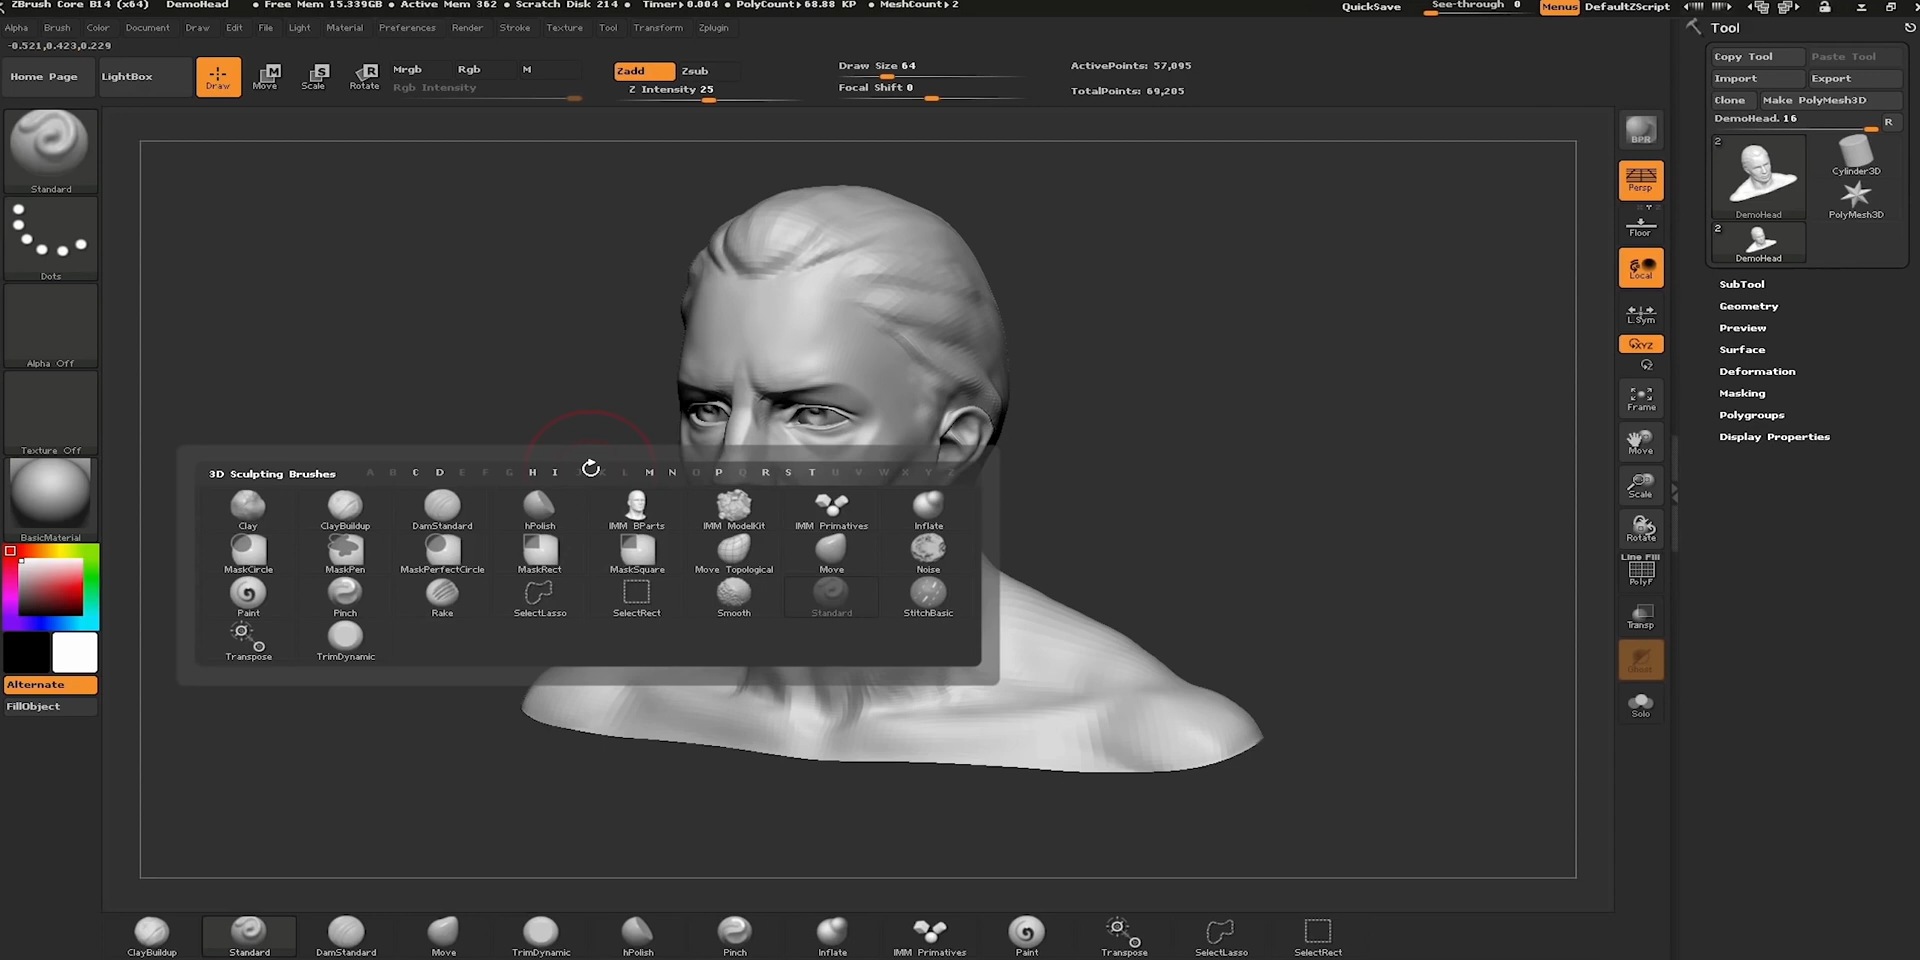 ZBrush Core B14 (x64) DemoHead • Free Mem 15.339GB • Active Mem 362 • Scratch Disk 214 • Timer▸0.004 • PolyCount▸68.88 KP • MeshCount▸2 QuickSave See-through 0 Menus DefaultZScript
Alpha Brush Color Document Draw Edit File Light Material Preferences Render Stroke Texture Tool Transform Zplugin
-0.521,0.423,0.229
Home Page LightBox Draw Move Scale Rotate
M S R
Mrgb Rgb M
Rgb Intensity
Zadd Zsub
Z Intensity 25
Draw Size 64
Focal Shift 0
ActivePoints: 57,095
TotalPoints: 69,205
Standard
Dots
Alpha Off
Texture Off
BasicMaterial
Alternate
FillObject
3D Sculpting Brushes A B C D E F G H I K L M N O P Q R S T U V W X Y Z
Clay ClayBuildup DamStandard hPolish IMM BParts IMM ModelKit IMM Primatives Inflate
MaskCircle MaskPen MaskPerfectCircle MaskRect MaskSquare Move Topological Move Noise
Paint Pinch Rake SelectLasso SelectRect Smooth Standard StitchBasic
Transpose TrimDynamic
ClayBuildup Standard DamStandard Move TrimDynamic hPolish Pinch Inflate IMM Primatives Paint Transpose SelectLasso SelectRect
BPR
Persp
Floor
Local
L.Sym
XYZ
Frame
Move
Scale
Rotate
Line Fill
PolyF
Transp
Solo
Tool
Copy Tool Paste Tool
Import Export
Clone Make PolyMesh3D
DemoHead. 16 R
2
DemoHead
Cylinder3D
PolyMesh3D
2
DemoHead
SubTool
Geometry
Preview
Surface
Deformation
Masking
Polygroups
Display Properties